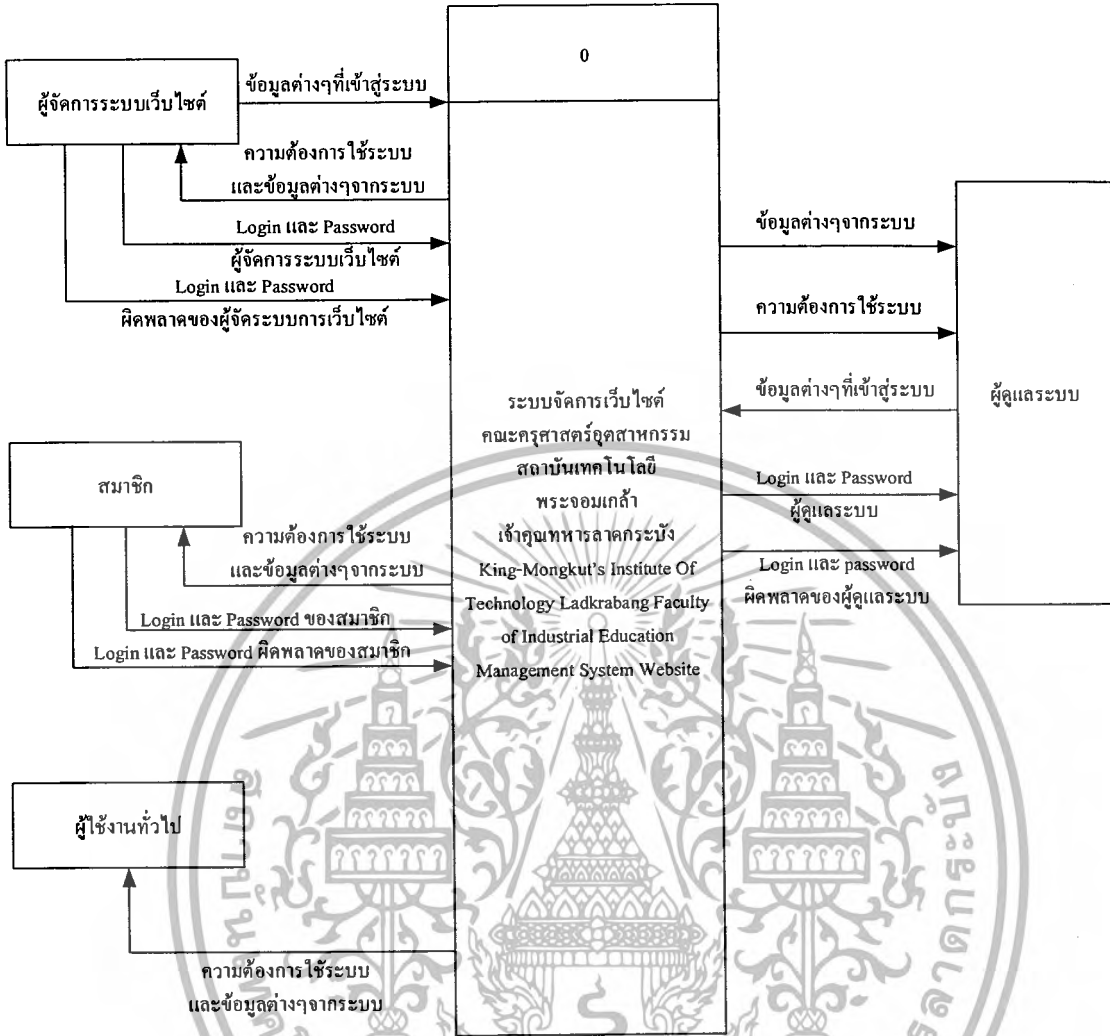 0
ผู้จัดการระบบเว็บไซต์
ข้อมูลต่างๆที่เข้าสู่ระบบ
ความต้องการใช้ระบบ
และข้อมูลต่างๆจากระบบ
Login และ Password
ผู้จัดการระบบเว็บไซต์
Login และ Password
ผิดพลาดของผู้จัดระบบการเว็บไซต์
สมาชิก
ความต้องการใช้ระบบ
และข้อมูลต่างๆจากระบบ
Login และ Password ของสมาชิก
Login และ Password ผิดพลาดของสมาชิก
ผู้ใช้งานทั่วไป
ความต้องการใช้ระบบ
และข้อมูลต่างๆจากระบบ
ระบบจัดการเว็บไซต์
คณะครุศาสตร์อุตสาหกรรม
สถาบันเทคโนโลยี
พระจอมเกล้า
เจ้าคุณทหารลาดกระบัง
King-Mongkut's Institute Of
Technology Ladkrabang Faculty
of Industrial Education
Management System Website
ข้อมูลต่างๆจากระบบ
ความต้องการใช้ระบบ
ข้อมูลต่างๆที่เข้าสู่ระบบ
Login และ Password
ผู้ดูแลระบบ
Login และ password
ผิดพลาดของผู้ดูแลระบบ
ผู้ดูแลระบบ